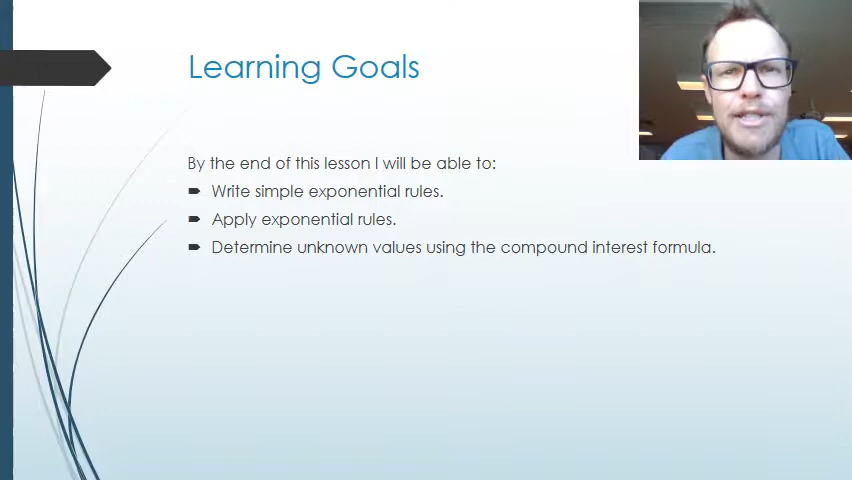 Learning Goals
By the end of this lesson I will be able to:
Write simple exponential rules.
Apply exponential rules.
Determine unknown values using the compound interest formula.